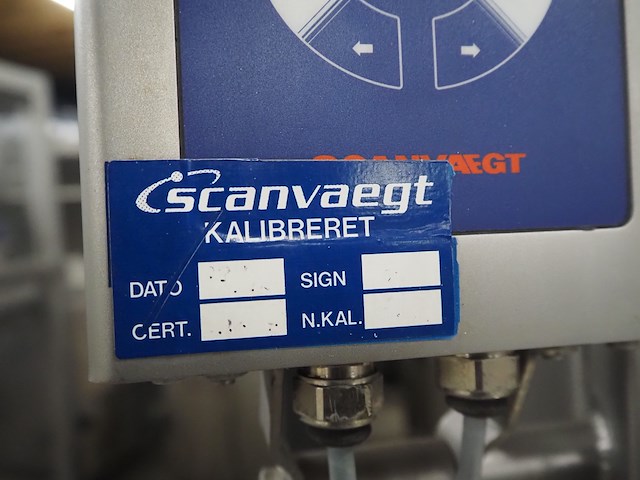 SCANVAEGT
scanvaegt
KALIBRERET
DATO
SIGN
CERT.
N.KAL.